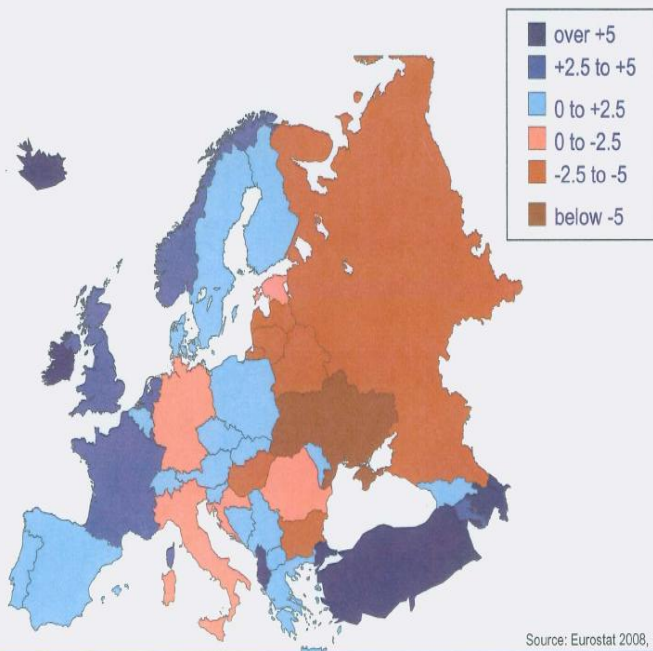 over +5
+2.5 to +5
0 to +2.5
0 to -2.5
-2.5 to -5
below -5
Source: Eurostat 2008,